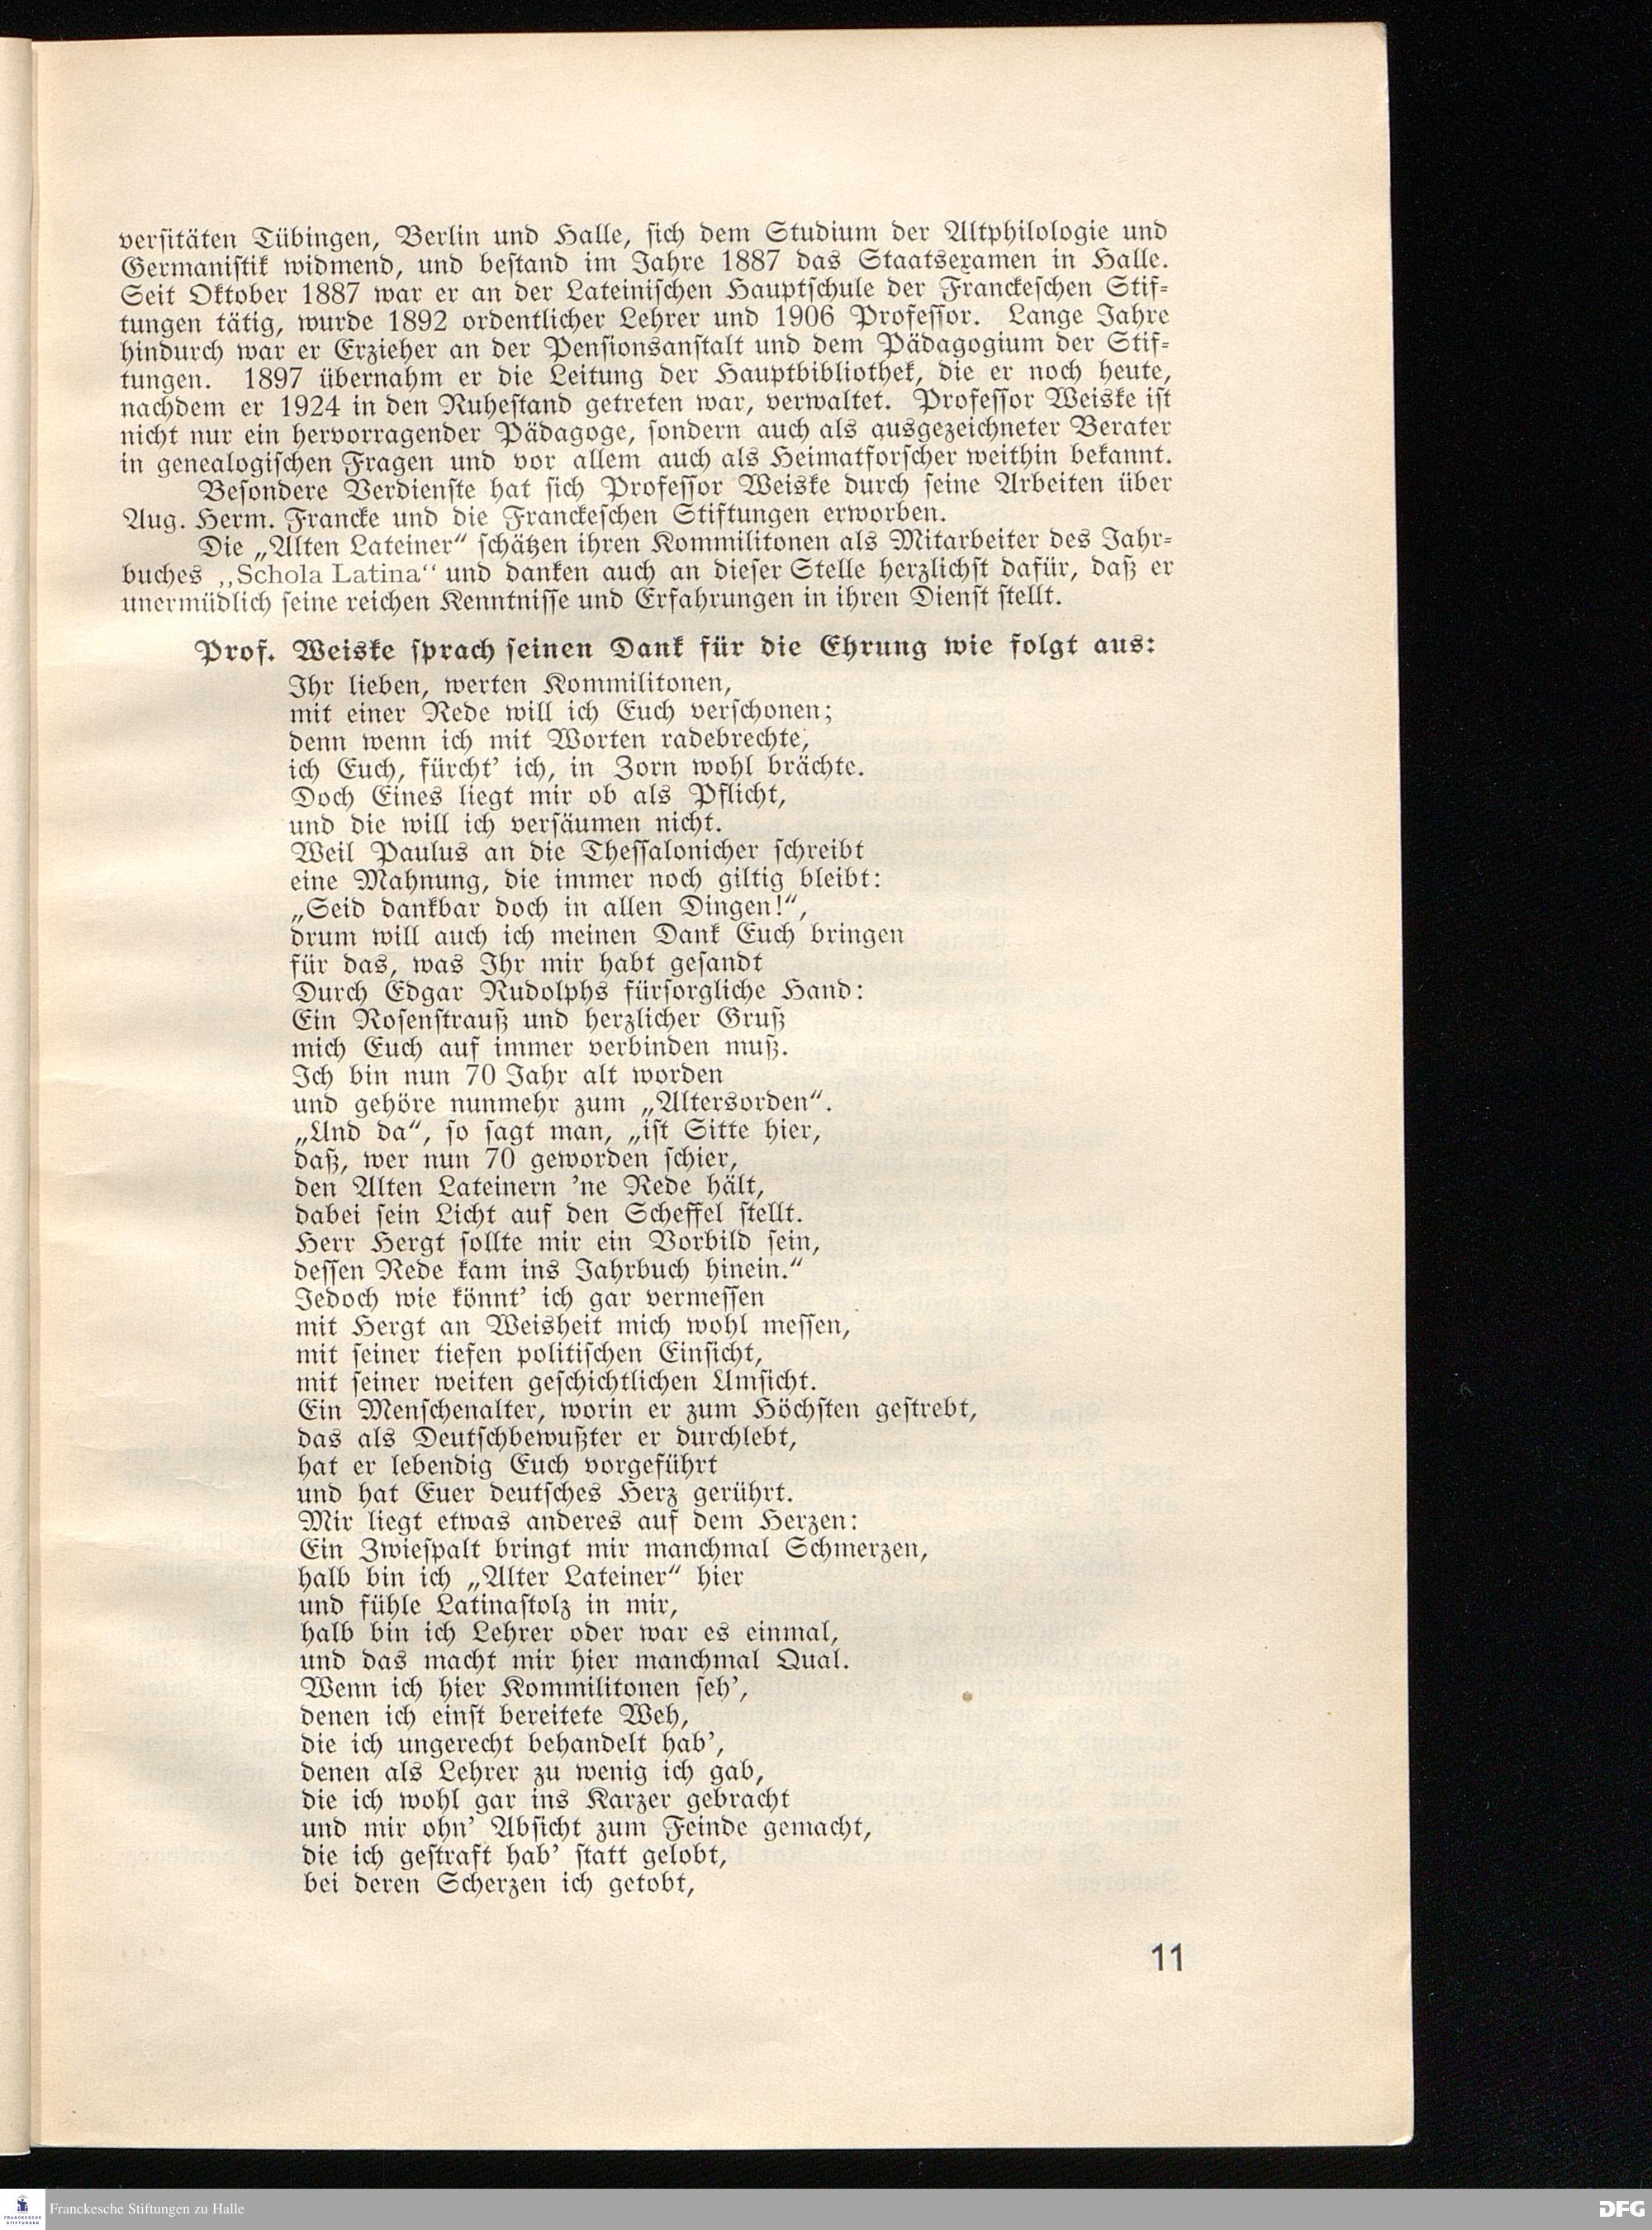 versitäten Tübingen, Berlin und Halle, sich dem Studium der Altphilologie und
Germanistik widmend, und bestand im Jahre 1887 das Staatsexamen in Halle.
Seit Oktober 1887 war er an der Lateinischen Hauptschule der Franckeschen Stif-
tungen tätig, wurde 1892 ordentlicher Lehrer und 1906 Professor. Lange Jahre
hindurch war er Erzieher an der Pensionsanstalt und dem Pädagogium der Stif-
tungen. 1897 übernahm er die Leitung der Hauptbibliothek, die er noch heute,
nachdem er 1924 in den Ruhestand getreten war, verwaltet. Professor Weiske ist
nicht nur ein hervorragender Pädagoge, sondern auch als ausgezeichneter Berater
in genealogischen Fragen und vor allem auch als Heimatforscher weithin bekannt.
Besondere Verdienste hat sich Professor Weiske durch seine Arbeiten über
Aug. Herm. Francke und die Franckeschen Stiftungen erworben.
Die „Alten Lateiner“ schätzen ihren Kommilitonen als Mitarbeiter des Jahr-
buches „Schola Latina“ und danken auch an dieser Stelle herzlichst dafür, daß er
unermüdlich seine reichen Kenntnisse und Erfahrungen in ihren Dienst stellt.
Prof. Weiske sprach seinen Dank für die Ehrung wie folgt aus:
Ihr lieben, werten Kommilitonen,
mit einer Rede will ich Euch verschonen;
denn wenn ich mit Worten radebrechte,
ich Euch, fürcht’ ich, in Zorn wohl brächte.
Doch Eines liegt mir ob als Pflicht,
und die will ich versäumen nicht.
Weil Paulus an die Thessalonicher schreibt
eine Mahnung, die immer noch giltig bleibt:
„Seid dankbar doch in allen Dingen!“,
drum will auch ich meinen Dank Euch bringen
für das, was Ihr mir habt gesandt
Durch Edgar Rudolphs fürsorgliche Hand:
Ein Rosenstrauß und herzlicher Gruß
mich Euch auf immer verbinden muß.
Ich bin nun 70 Jahr alt worden
und gehöre nunmehr zum „Altersorden“.
„Und da“, so sagt man, „ist Sitte hier,
daß, wer nun 70 geworden schier,
den Alten Lateinern ’ne Rede hält,
dabei sein Licht auf den Scheffel stellt.
Herr Hergt sollte mir ein Vorbild sein,
dessen Rede kam ins Jahrbuch hinein.“
Jedoch wie könnt’ ich gar vermessen
mit Hergt an Weisheit mich wohl messen,
mit seiner tiefen politischen Einsicht,
mit seiner weiten geschichtlichen Umsicht.
Ein Menschenalter, worin er zum Höchsten gestrebt,
das als Deutschbewußter er durchlebt,
hat er lebendig Euch vorgeführt
und hat Euer deutsches Herz gerührt.
Mir liegt etwas anderes auf dem Herzen:
Ein Zwiespalt bringt mir manchmal Schmerzen,
halb bin ich „Alter Lateiner“ hier
und fühle Latinastolz in mir,
halb bin ich Lehrer oder war es einmal,
und das macht mir hier manchmal Qual.
Wenn ich hier Kommilitonen seh’,
denen ich einst bereitete Weh,
die ich ungerecht behandelt hab’,
denen als Lehrer zu wenig ich gab,
die ich wohl gar ins Karzer gebracht
und mir ohn’ Absicht zum Feinde gemacht,
die ich gestraft hab’ statt gelobt,
bei deren Scherzen ich getobt,
11
FRANCKESCHE
STIFTUNGEN
Franckesche Stiftungen zu Halle
DFG